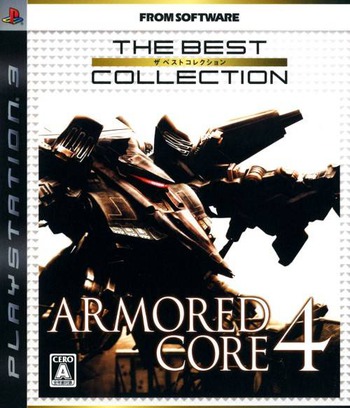 FROM SOFTWARE
THE BEST
ザ ベスト コレクション
COLLECTION
PLAYSTATION 3
ARMORED
CORE 4
CERO
A